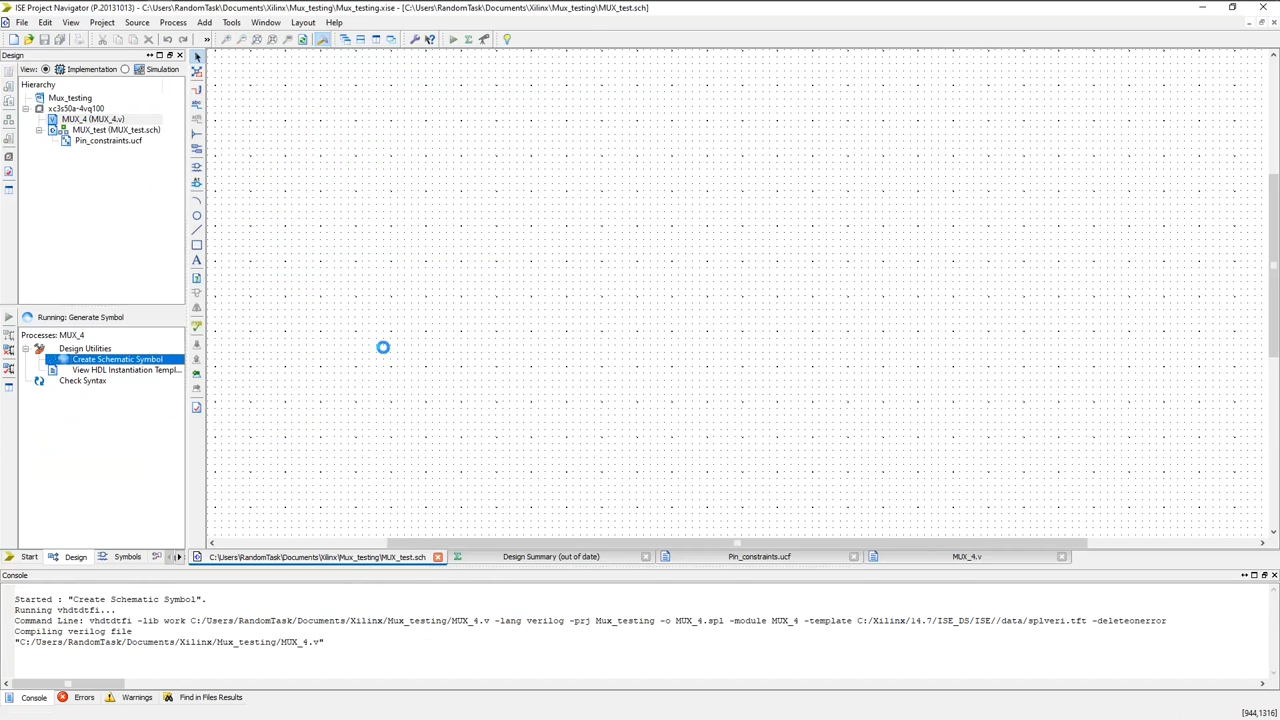 ISE Project Navigator (P.20131013) - C:\Users\RandomTask\Documents\Xilinx\Mux_testing\Mux_testing.xise - [C:\Users\RandomTask\Documents\Xilinx\Mux_testing\MUX_test.sch]
File Edit View Project Source Process Add Tools Window Layout Help
Design
View: Implementation Simulation
Hierarchy
Mux_testing
xc3s50a-4vq100
MUX_4 (MUX_4.v)
MUX_test (MUX_test.sch)
Pin_constraints.ucf
Running: Generate Symbol
Processes: MUX_4
Design Utilities
Create Schematic Symbol
View HDL Instantiation Templ...
Check Syntax
Start Design Symbols
C:\Users\RandomTask\Documents\Xilinx\Mux_testing\MUX_test.sch Design Summary (out of date) Pin_constraints.ucf MUX_4.v
Console
Started : "Create Schematic Symbol".
Running vhdtdtfi...
Command Line: vhdtdtfi -lib work C:/Users/RandomTask/Documents/Xilinx/Mux_testing/MUX_4.v -lang verilog -prj Mux_testing -o MUX_4.spl -module MUX_4 -template C:/Xilinx/14.7/ISE_DS/ISE//data/splveri.tft -deleteonerror
Compiling verilog file
"C:/Users/RandomTask/Documents/Xilinx/Mux_testing/MUX_4.v"
Console Errors Warnings Find in Files Results
[944,1316]